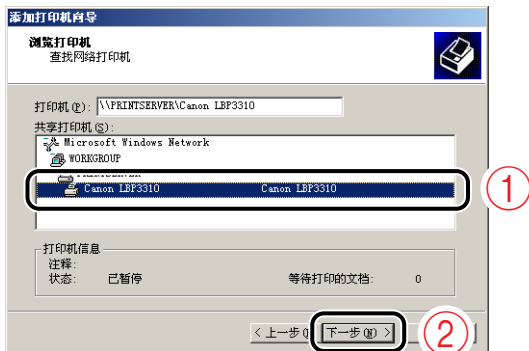 添加打印机向导
浏览打印机
查找网络打印机
打印机(P): \\PRINTSERVER\Canon LBP3310
共享打印机(S):
Microsoft Windows Network
WORKGROUP
Canon LBP3310 Canon LBP3310
①
打印机信息
注释:
状态: 已暂停 等待打印的文档: 0
< 上一步 下一步(N) >
②